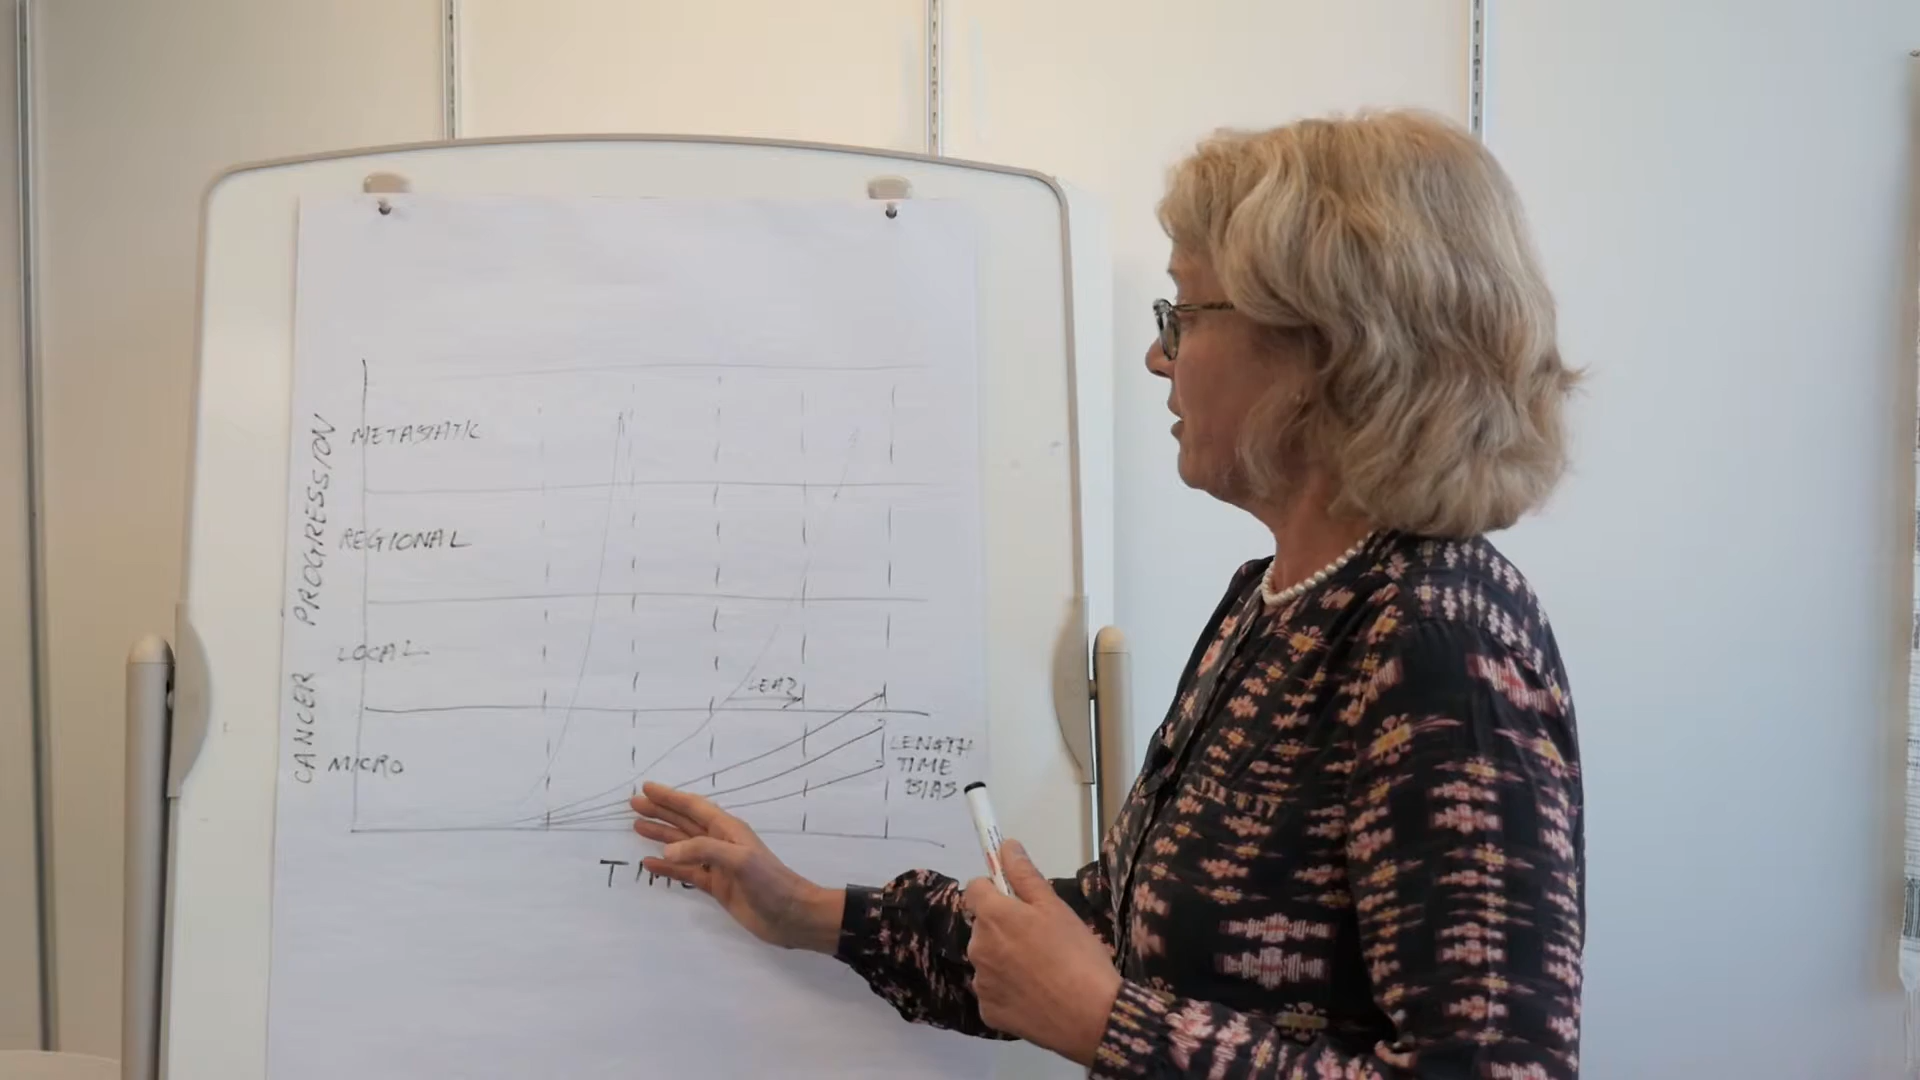 CANCER PROGRESSION
METASTATIC
REGIONAL
LOCAL
MICRO
LEAD
LENGTH
TIME
BIAS